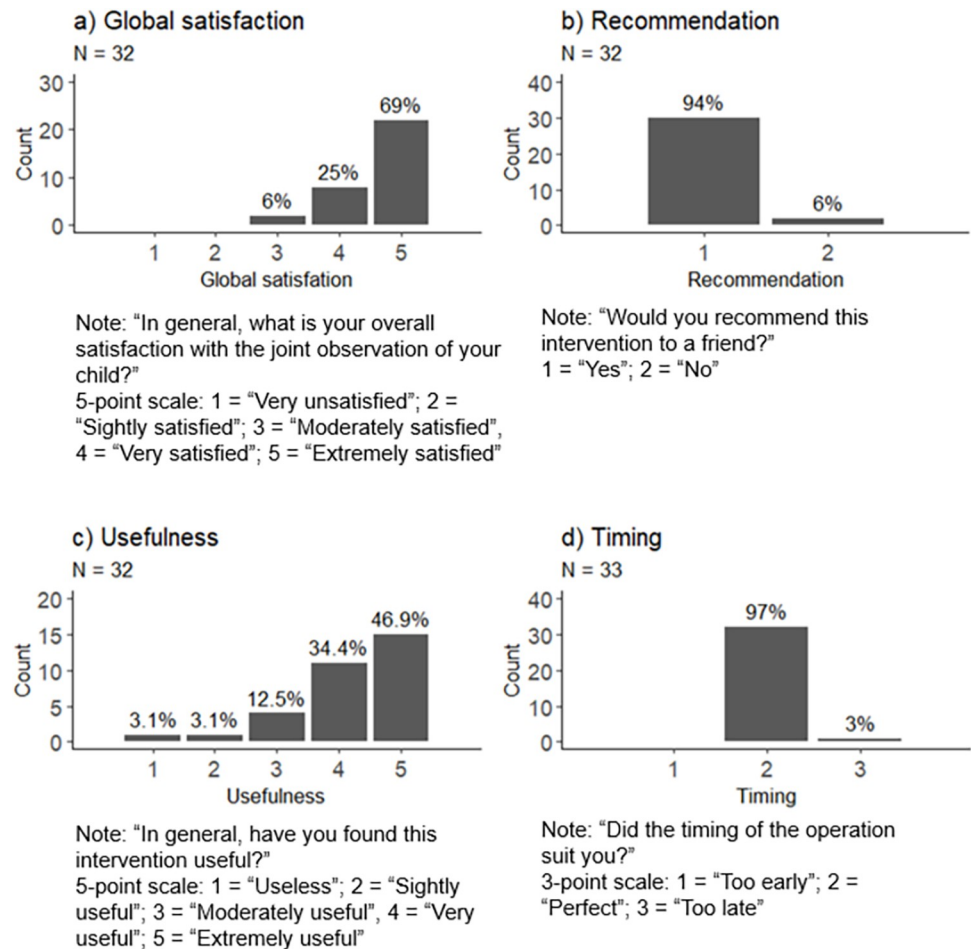 a) Global satisfaction
N = 32
30
20
10
0
Count
6%
25%
69%
1 2 3 4 5
Global satisfation
Note: “In general, what is your overall
satisfaction with the joint observation of your
child?”
5-point scale: 1 = “Very unsatisfied”; 2 =
“Sightly satisfied”; 3 = “Moderately satisfied”,
4 = “Very satisfied”; 5 = “Extremely satisfied”
b) Recommendation
N = 32
40
30
20
10
0
Count
94%
6%
1 2
Recommendation
Note: “Would you recommend this
intervention to a friend?”
1 = “Yes”; 2 = “No”
c) Usefulness
N = 32
20
15
10
5
0
Count
3.1% 3.1%
12.5%
34.4%
46.9%
1 2 3 4 5
Usefulness
Note: “In general, have you found this
intervention useful?”
5-point scale: 1 = “Useless”; 2 = “Sightly
useful”; 3 = “Moderately useful”, 4 = “Very
useful”; 5 = “Extremely useful”
d) Timing
N = 33
40
30
20
10
0
Count
97%
3%
1 2 3
Timing
Note: “Did the timing of the operation
suit you?”
3-point scale: 1 = “Too early”; 2 =
“Perfect”; 3 = “Too late”